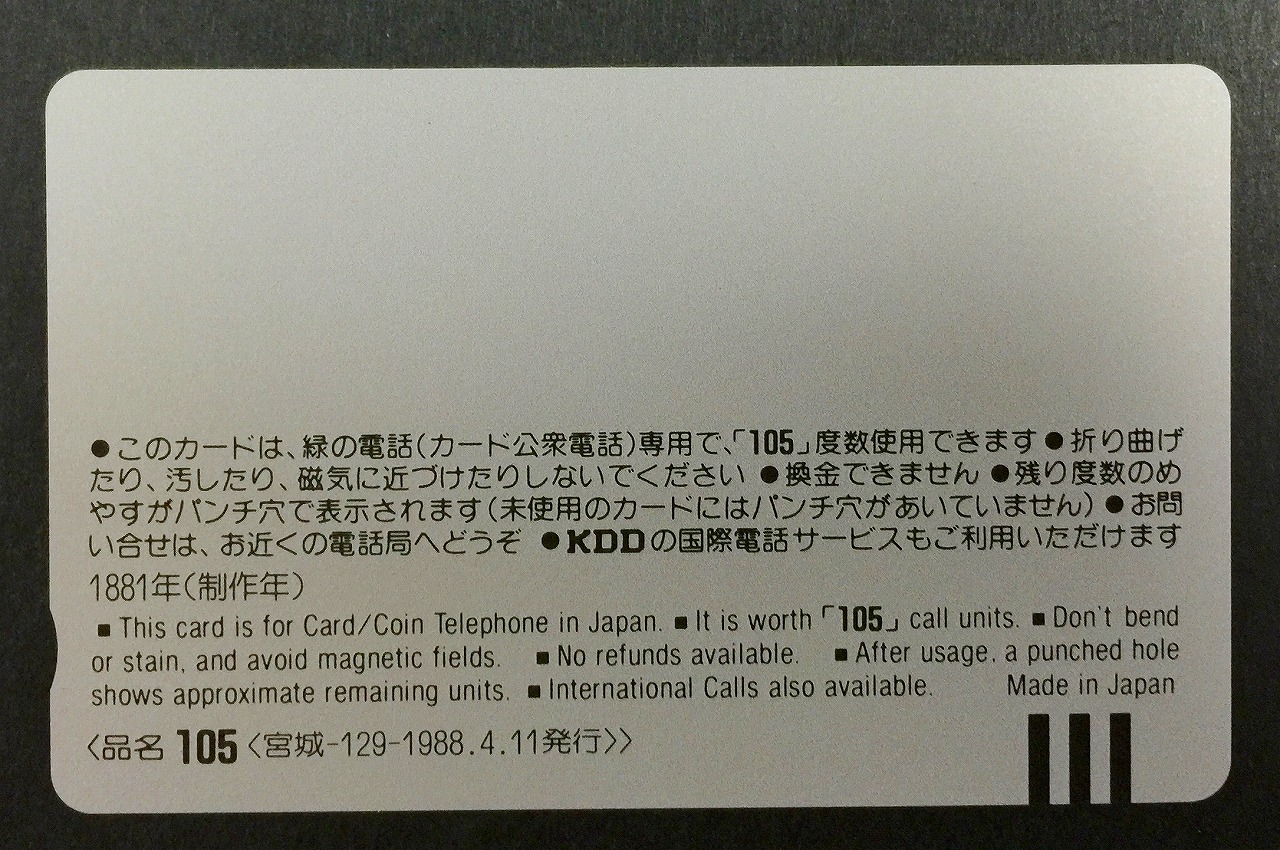 ●このカードは、緑の電話(カード公衆電話)専用で、「105」度数使用できます●折り曲げ
たり、汚したり、磁気に近づけたりしないでください ●換金できません ●残り度数のめ
やすがパンチ穴で表示されます(未使用のカードにはパンチ穴があいていません) ●お問
い合せは、お近くの電話局へどうぞ ●KDDの国際電話サービスもご利用いただけます
1881年(制作年)
■This card is for Card/Coin Telephone in Japan. ■It is worth「105」call units. ■Don't bend
or stain, and avoid magnetic fields. ■No refunds available. ■After usage, a punched hole
shows approximate remaining units. ■International Calls also available. Made in Japan
〈品名 105〈宮城-129-1988.4.11発行〉〉